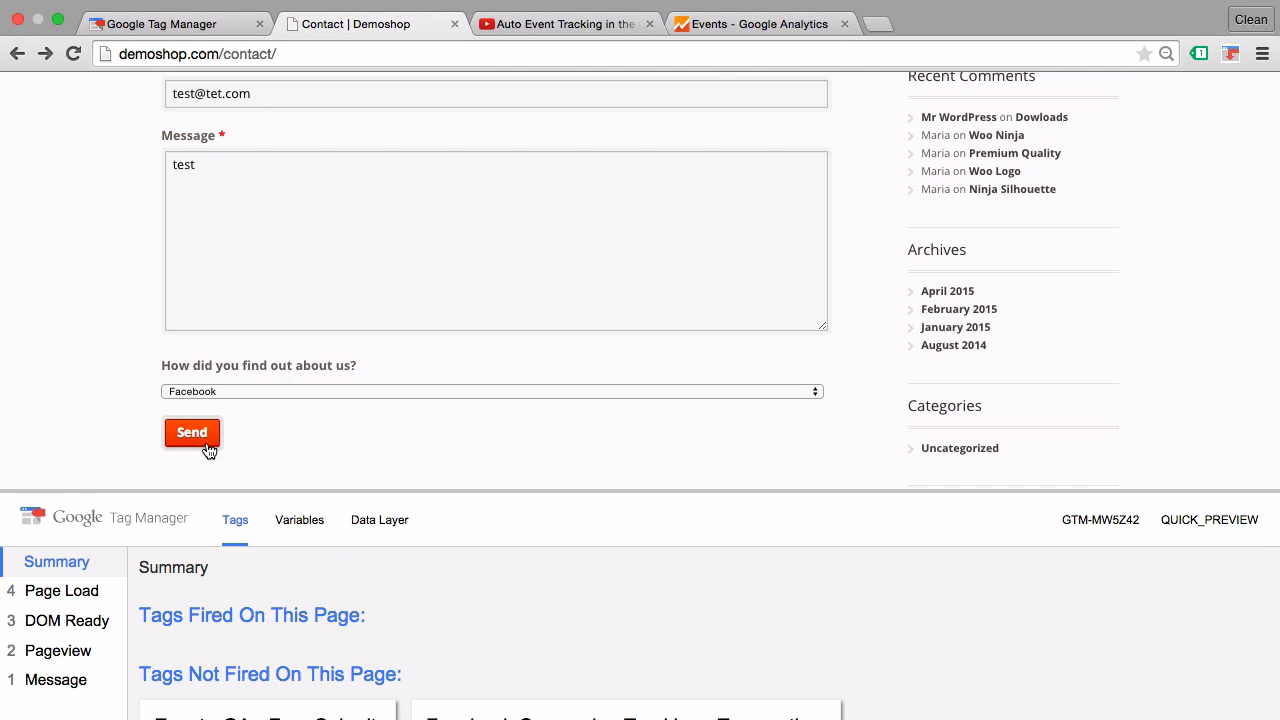 Google Tag Manager
Contact | Demoshop
Auto Event Tracking in the
Events - Google Analytics
Clean
demoshop.com/contact/
1
test@tet.com
Message *
test
How did you find out about us?
Facebook
Send
Recent Comments
Mr WordPress on Dowloads
Maria on Woo Ninja
Maria on Premium Quality
Maria on Woo Logo
Maria on Ninja Silhouette
Archives
April 2015
February 2015
January 2015
August 2014
Categories
Uncategorized
Google Tag Manager
Tags
Variables
Data Layer
GTM-MW5Z42
QUICK_PREVIEW
Summary
4 Page Load
3 DOM Ready
2 Pageview
1 Message
Summary
Tags Fired On This Page:
Tags Not Fired On This Page: